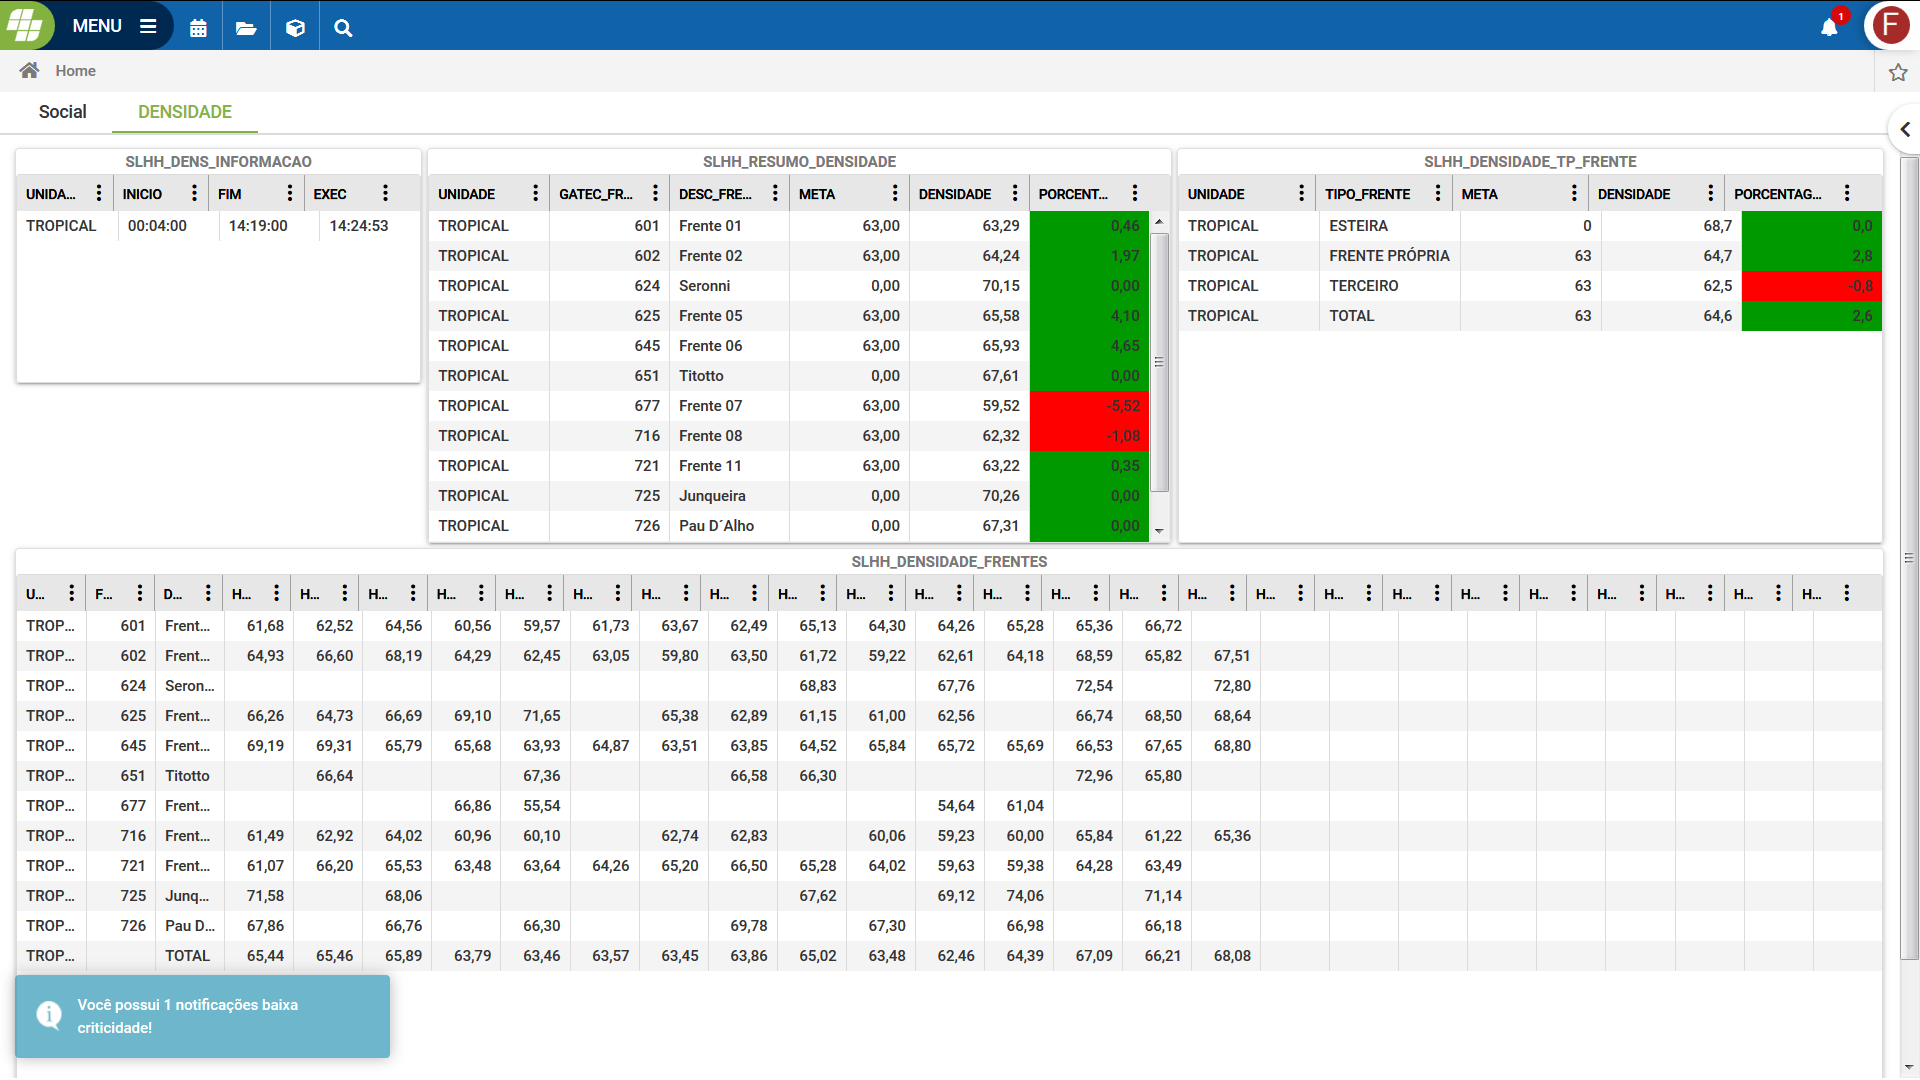 MENU
1
F
Home
Social DENSIDADE
SLHH_DENS_INFORMACAO
UNIDA... INICIO FIM EXEC
TROPICAL 00:04:00 14:19:00 14:24:53
SLHH_RESUMO_DENSIDADE
UNIDADE GATEC_FR... DESC_FRE... META DENSIDADE PORCENT...
TROPICAL 601 Frente 01 63,00 63,29 0,46
TROPICAL 602 Frente 02 63,00 64,24 1,97
TROPICAL 624 Seronni 0,00 70,15 0,00
TROPICAL 625 Frente 05 63,00 65,58 4,10
TROPICAL 645 Frente 06 63,00 65,93 4,65
TROPICAL 651 Titotto 0,00 67,61 0,00
TROPICAL 677 Frente 07 63,00 59,52 -5,52
TROPICAL 716 Frente 08 63,00 62,32 -1,08
TROPICAL 721 Frente 11 63,00 63,22 0,35
TROPICAL 725 Junqueira 0,00 70,26 0,00
TROPICAL 726 Pau D´Alho 0,00 67,31 0,00
SLHH_DENSIDADE_TP_FRENTE
UNIDADE TIPO_FRENTE META DENSIDADE PORCENTAG...
TROPICAL ESTEIRA 0 68,7 0,0
TROPICAL FRENTE PRÓPRIA 63 64,7 2,8
TROPICAL TERCEIRO 63 62,5 -0,8
TROPICAL TOTAL 63 64,6 2,6
SLHH_DENSIDADE_FRENTES
U... F... D... H... H... H... H... H... H... H... H... H... H... H... H... H... H... H... H... H... H... H... H... H... H... H... H...
TROP... 601 Frent... 61,68 62,52 64,56 60,56 59,57 61,73 63,67 62,49 65,13 64,30 64,26 65,28 65,36 66,72
TROP... 602 Frent... 64,93 66,60 68,19 64,29 62,45 63,05 59,80 63,50 61,72 59,22 62,61 64,18 68,59 65,82 67,51
TROP... 624 Seron... 68,83 67,76 72,54 72,80
TROP... 625 Frent... 66,26 64,73 66,69 69,10 71,65 65,38 62,89 61,15 61,00 62,56 66,74 68,50 68,64
TROP... 645 Frent... 69,19 69,31 65,79 65,68 63,93 64,87 63,51 63,85 64,52 65,84 65,72 65,69 66,53 67,65 68,80
TROP... 651 Titotto 66,64 67,36 66,58 66,30 72,96 65,80
TROP... 677 Frent... 66,86 55,54 54,64 61,04
TROP... 716 Frent... 61,49 62,92 64,02 60,96 60,10 62,74 62,83 60,06 59,23 60,00 65,84 61,22 65,36
TROP... 721 Frent... 61,07 66,20 65,53 63,48 63,64 64,26 65,20 66,50 65,28 64,02 59,63 59,38 64,28 63,49
TROP... 725 Junq... 71,58 68,06 67,62 69,12 74,06 71,14
TROP... 726 Pau D... 67,86 66,76 66,30 69,78 67,30 66,98 66,18
TROP... TOTAL 65,44 65,46 65,89 63,79 63,46 63,57 63,45 63,86 65,02 63,48 62,46 64,39 67,09 66,21 68,08
Você possui 1 notificações baixa
criticidade!